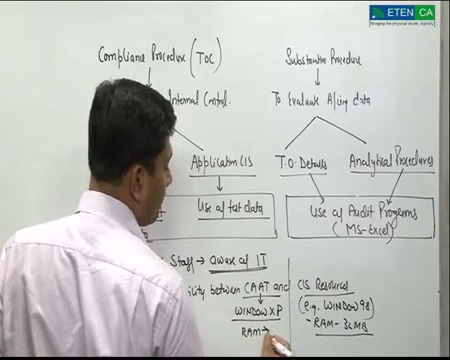 ETEN CA
Compliance Procedure (TOC)
Internal Control.
Application CIS
Use of test data
Substantive Procedure
To Evaluate A/cing data
T.O. Details
Analytical Procedures
Use of Audit Programs
(MS-Excel)
Staff → aware of IT
ility between CAAT and
WINDOW XP
RAM →
CIS Resources
(e.g. WINDOW 98
- RAM- 32MB